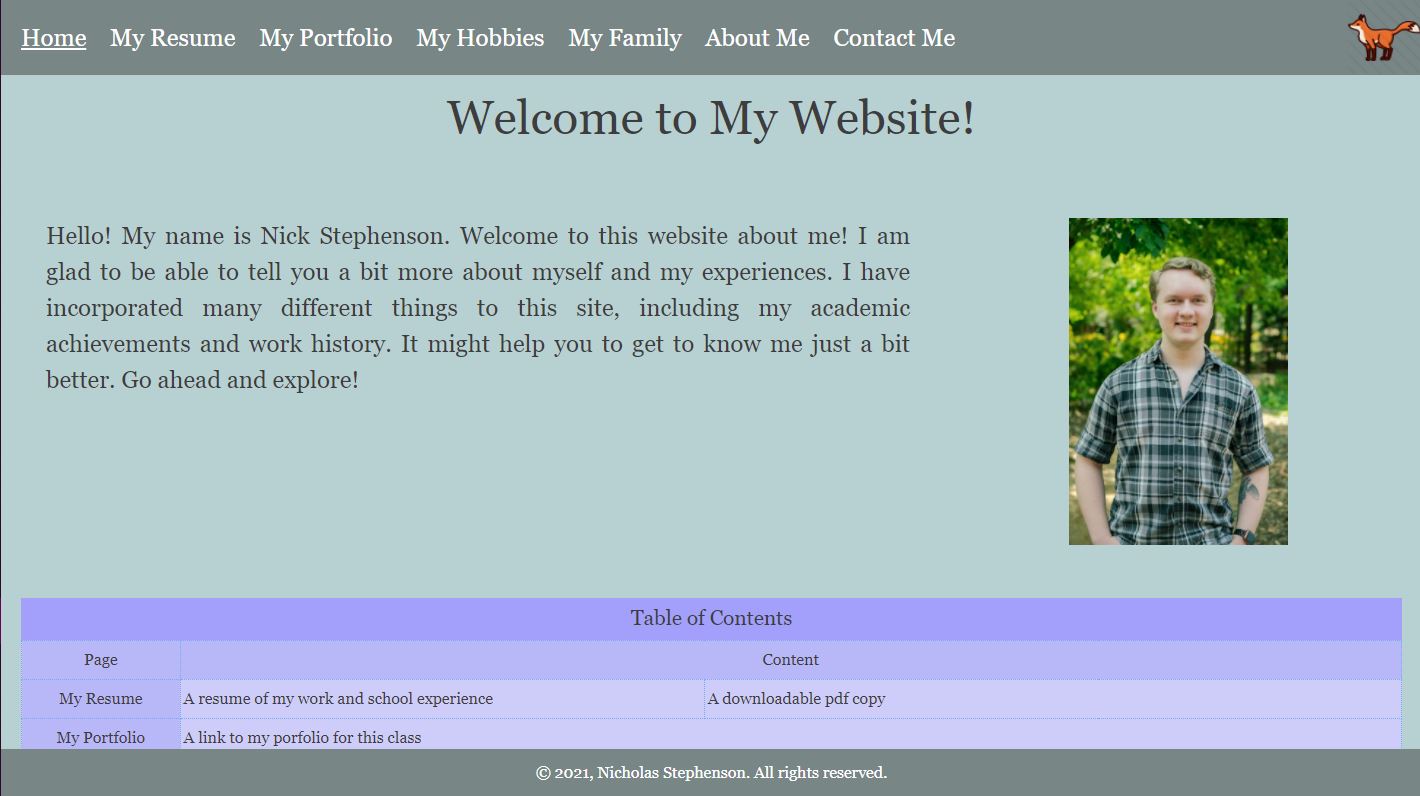 Home My Resume My Portfolio My Hobbies My Family About Me Contact Me
Welcome to My Website!
Hello! My name is Nick Stephenson. Welcome to this website about me! I am
glad to be able to tell you a bit more about myself and my experiences. I have
incorporated many different things to this site, including my academic
achievements and work history. It might help you to get to know me just a bit
better. Go ahead and explore!
Table of Contents
Page Content
My Resume A resume of my work and school experience A downloadable pdf copy
My Portfolio A link to my porfolio for this class
© 2021, Nicholas Stephenson. All rights reserved.